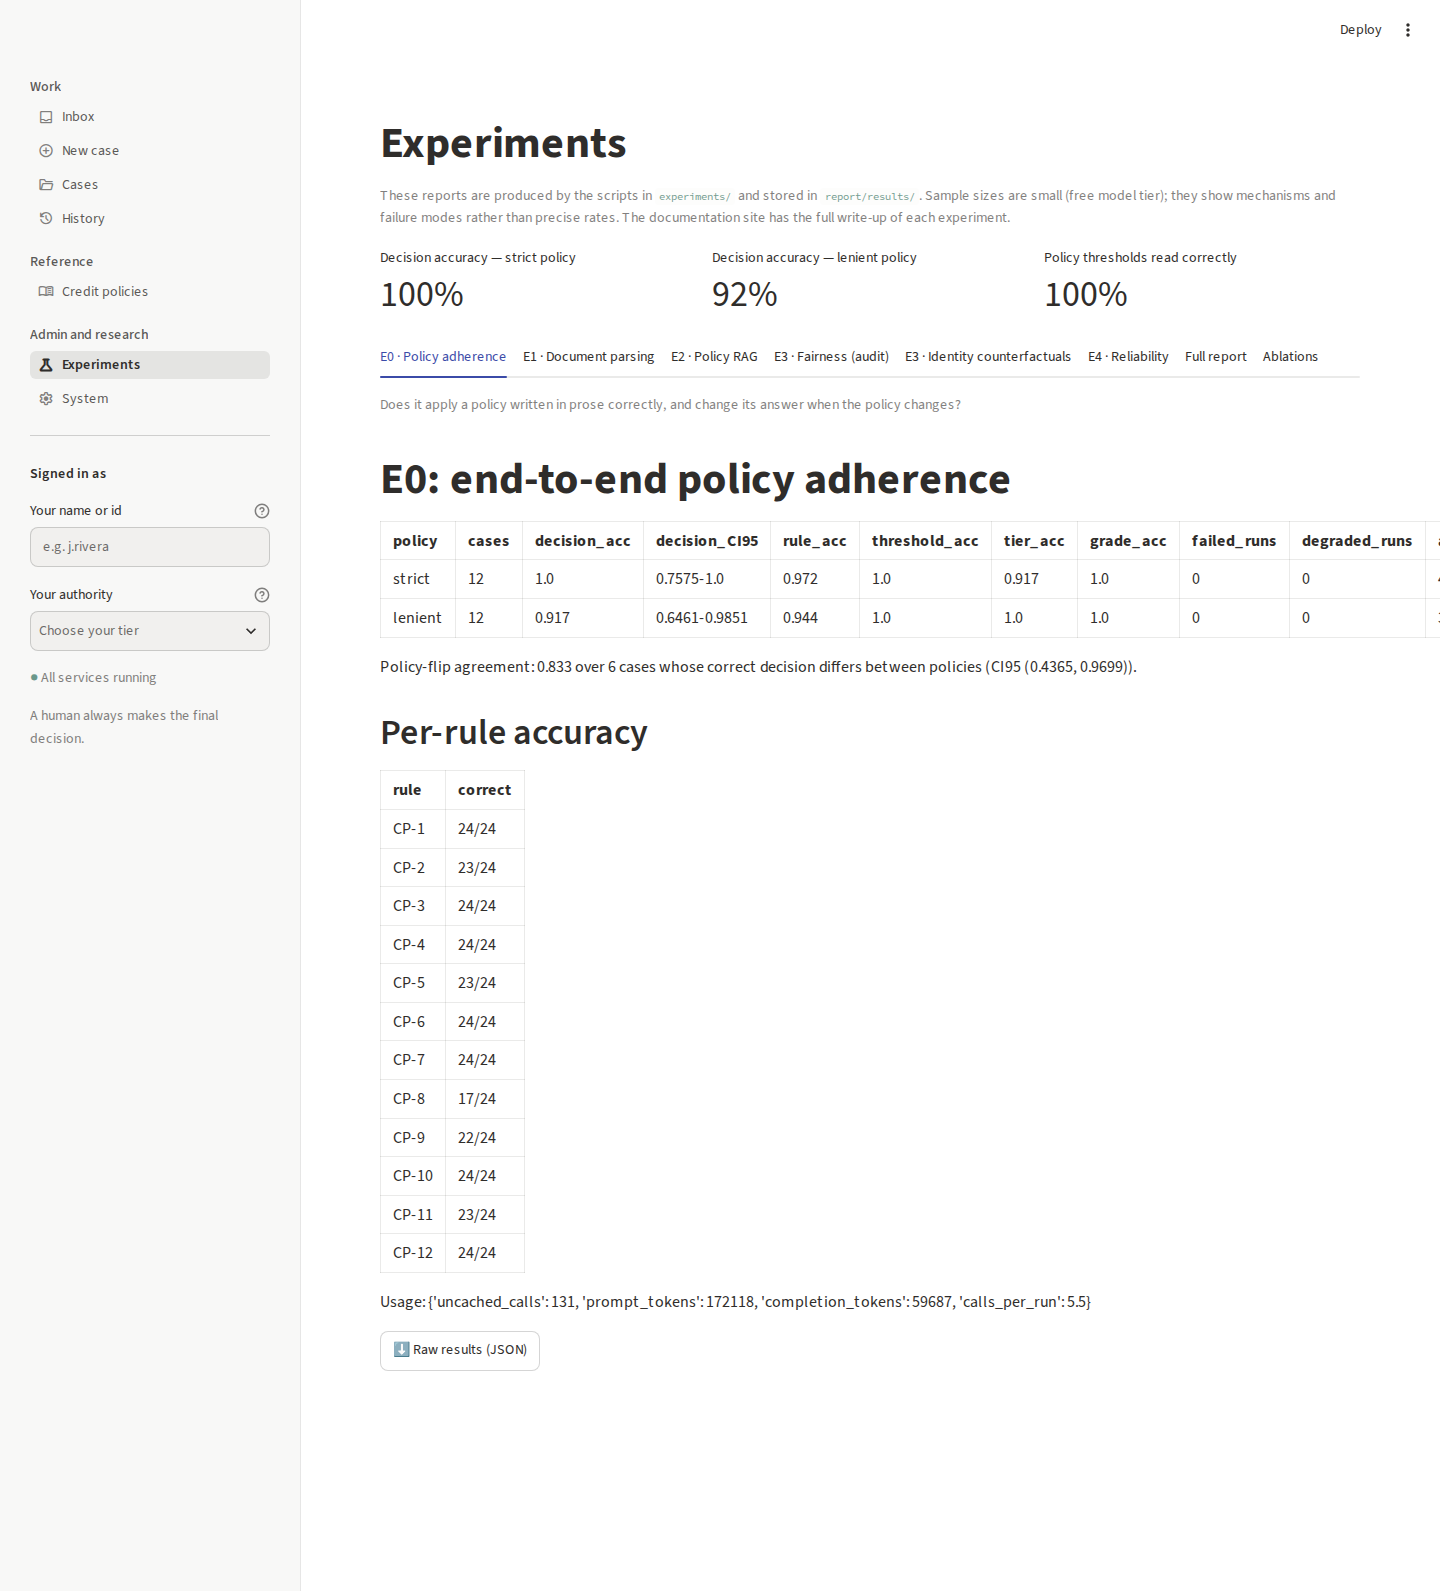 Deploy
Work
Inbox
New case
Cases
History
Reference
Credit policies
Admin and research
Experiments
System
Signed in as
Your name or id
e.g. j.rivera
Your authority
Choose your tier
All services running
A human always makes the final
decision.
Experiments
These reports are produced by the scripts in experiments/ and stored in report/results/ . Sample sizes are small (free model tier); they show mechanisms and
failure modes rather than precise rates. The documentation site has the full write-up of each experiment.
Decision accuracy — strict policy Decision accuracy — lenient policy Policy thresholds read correctly
100% 92% 100%
E0 · Policy adherence E1 · Document parsing E2 · Policy RAG E3 · Fairness (audit) E3 · Identity counterfactuals E4 · Reliability Full report Ablations
Does it apply a policy written in prose correctly, and change its answer when the policy changes?
E0: end-to-end policy adherence
policy cases decision_acc decision_CI95 rule_acc threshold_acc tier_acc grade_acc failed_runs degraded_runs
strict 12 1.0 0.7575-1.0 0.972 1.0 0.917 1.0 0 0
lenient 12 0.917 0.6461-0.9851 0.944 1.0 1.0 1.0 0 0
Policy-flip agreement: 0.833 over 6 cases whose correct decision differs between policies (CI95 (0.4365, 0.9699)).
Per-rule accuracy
rule correct
CP-1 24/24
CP-2 23/24
CP-3 24/24
CP-4 24/24
CP-5 23/24
CP-6 24/24
CP-7 24/24
CP-8 17/24
CP-9 22/24
CP-10 24/24
CP-11 23/24
CP-12 24/24
Usage: {'uncached_calls': 131, 'prompt_tokens': 172118, 'completion_tokens': 59687, 'calls_per_run': 5.5}
Raw results (JSON)